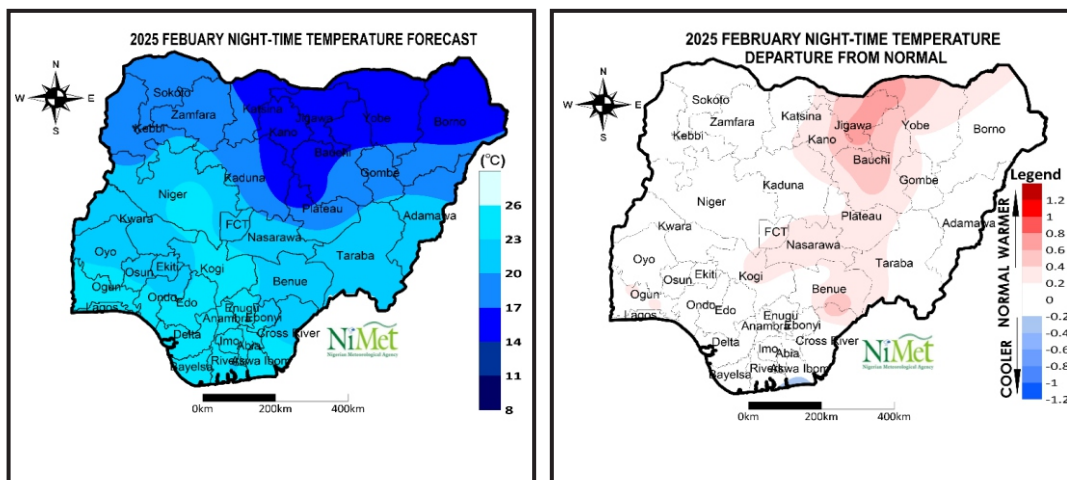 2025 FEBUARY NIGHT-TIME TEMPERATURE FORECAST
N
W E
S
Sokoto
Zamfara
Katsina
Kebbi
Kano
Jigawa
Yobe
Borno
Bauchi
Gombe
Kaduna
Niger
Plateau
Adamawa
Kwara
FCT
Nasarawa
Oyo
Taraba
Ekiti
Kogi
Osun
Benue
Ogun
Ondo
Edo
Lagos
Enugu
Anambra
Ebonyi
Delta
Cross River
Imo
Abia
Bayelsa
Rivers
Akwa Ibom
NiMet
Nigerian Meteorological Agency
0km 200km 400km
(°C)
26
23
20
17
14
11
8
2025 FEBRUARY NIGHT-TIME TEMPERATURE
DEPARTURE FROM NORMAL
N
W E
S
Sokoto
Zamfara
Katsina
Kebbi
Kano
Jigawa
Yobe
Borno
Bauchi
Gombe
Kaduna
Niger
Plateau
Adamawa
Kwara
FCT
Nasarawa
Oyo
Taraba
Ekiti
Kogi
Osun
Benue
Ogun
Ondo
Edo
Lagos
Enugu
Anambra
Ebonyi
Delta
Cross River
Imo
Abia
Bayelsa
Rivers
Akwa Ibom
NiMet
Nigerian Meteorological Agency
0km 200km 400km
Legend
COOLER NORMAL WARMER
1.2
1
0.8
0.6
0.4
0.2
0
-0.2
-0.4
-0.6
-0.8
-1
-1.2